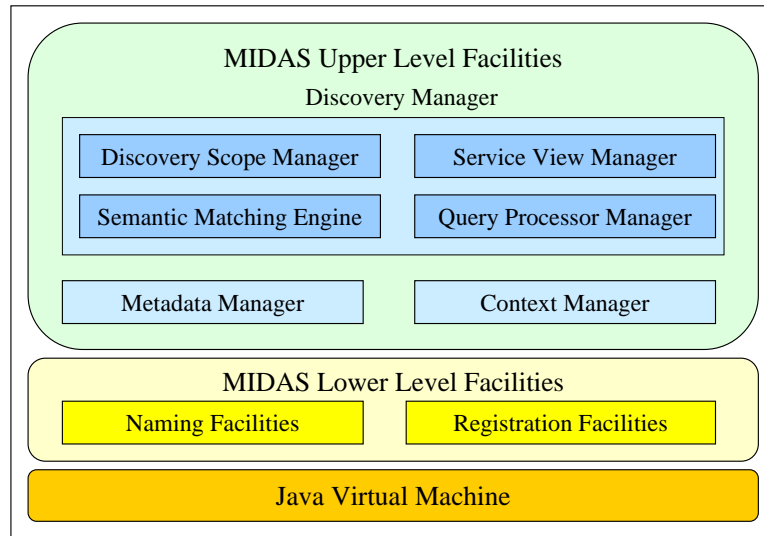 MIDAS Upper Level Facilities
Discovery Manager
Discovery Scope Manager
Service View Manager
Semantic Matching Engine
Query Processor Manager
Metadata Manager
Context Manager
MIDAS Lower Level Facilities
Naming Facilities
Registration Facilities
Java Virtual Machine